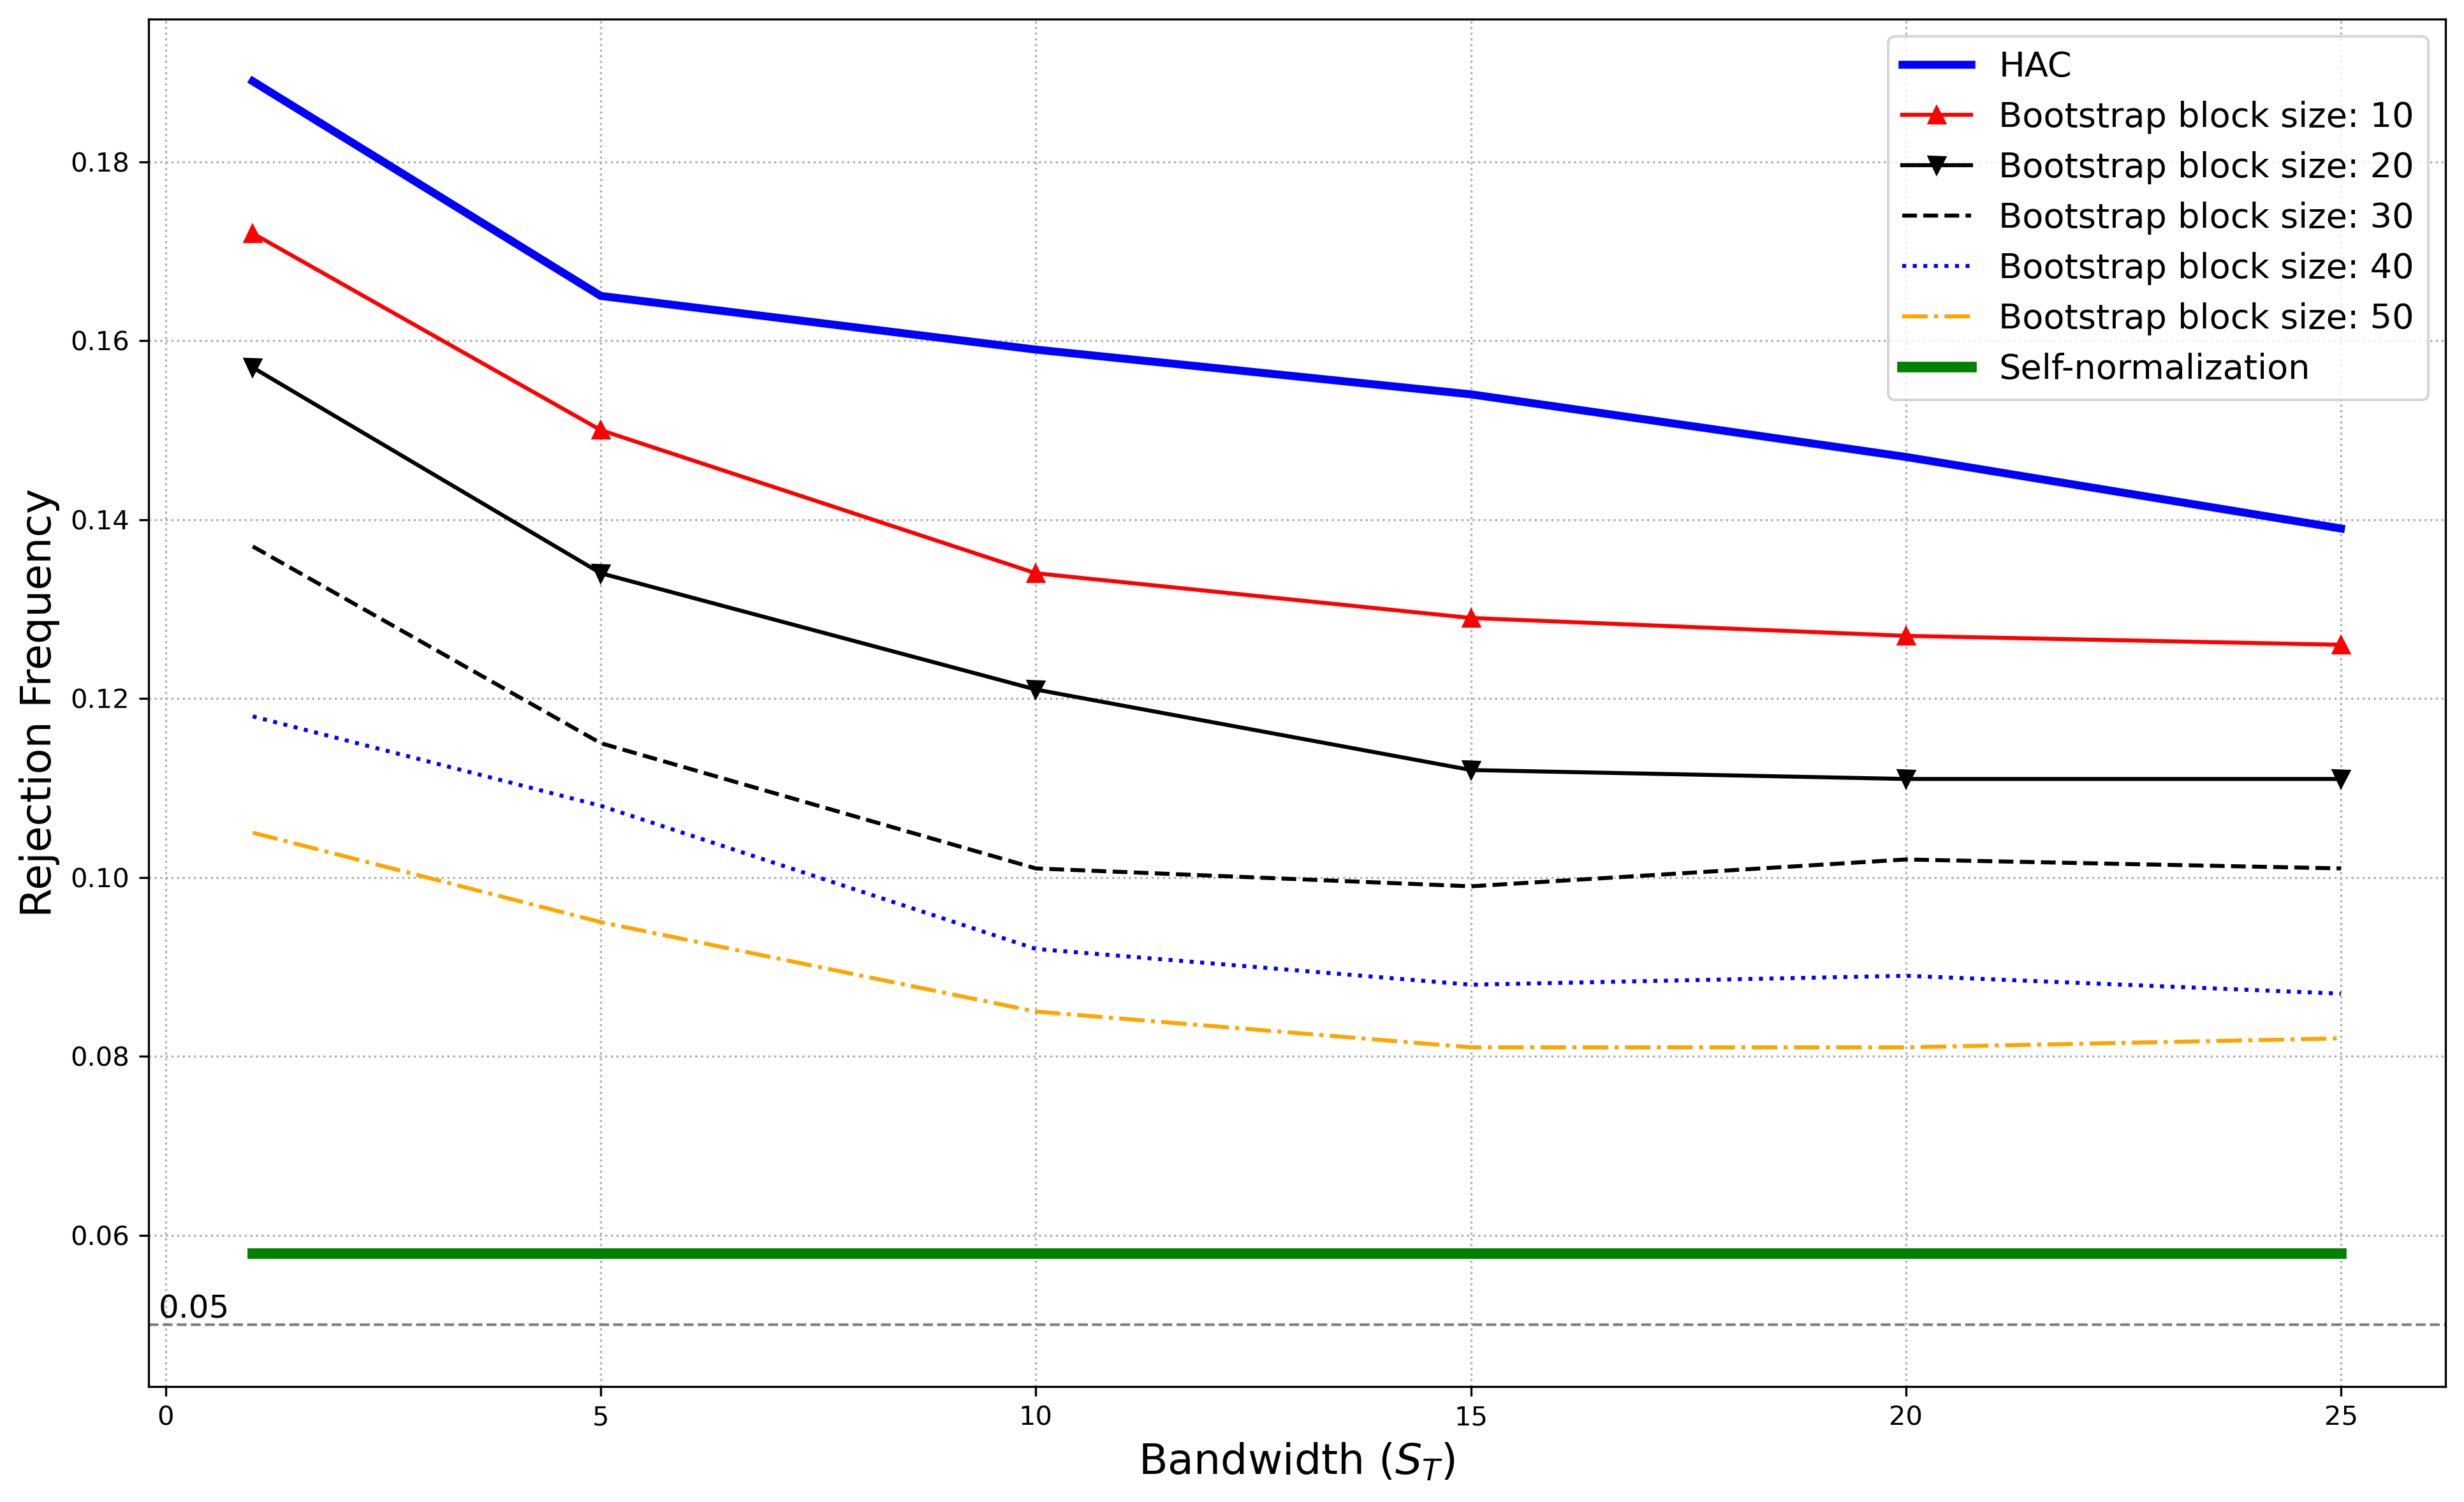 HAC
Bootstrap block size: 10
Bootstrap block size: 20
Bootstrap block size: 30
Bootstrap block size: 40
Bootstrap block size: 50
Self-normalization
Rejection Frequency
0.18
0.16
0.14
0.12
0.10
0.08
0.06
0.05
0 5 10 15 20 25
Bandwidth (S_T)